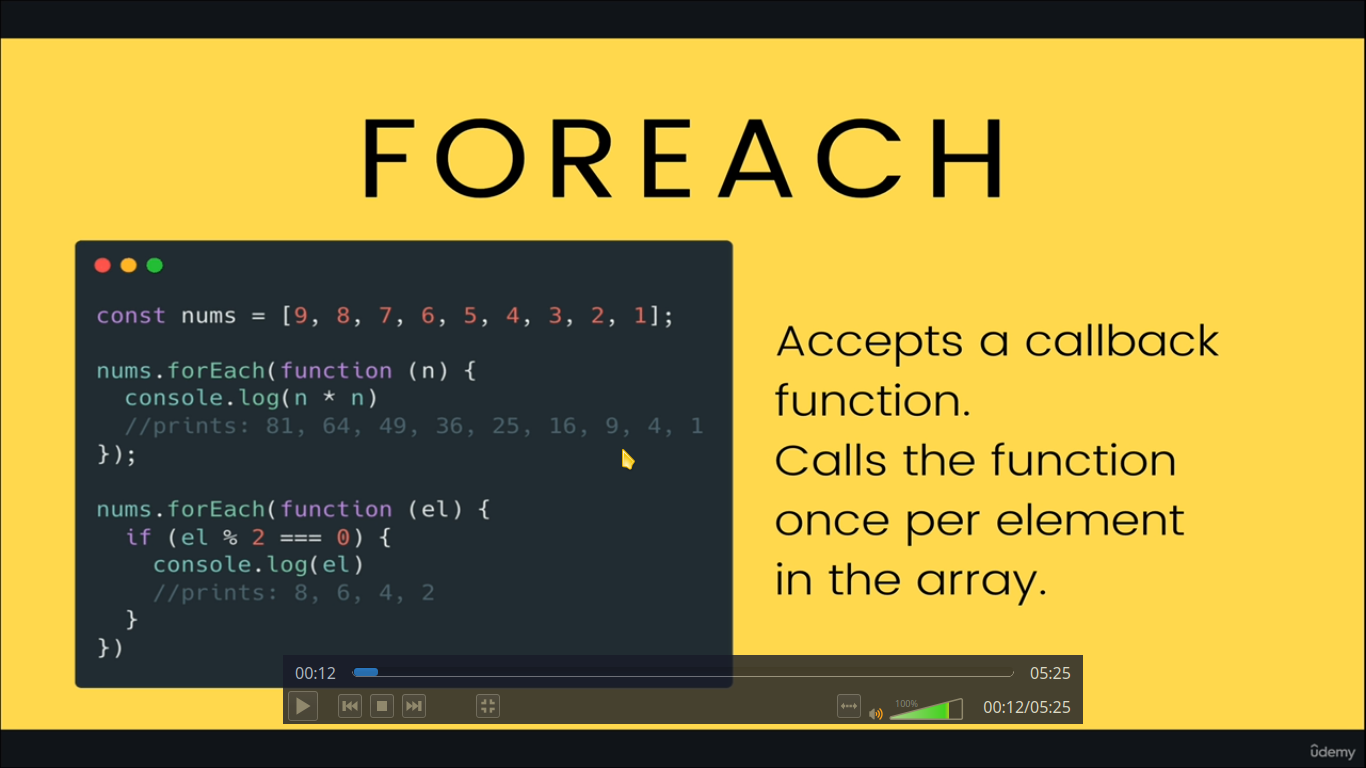 FOREACH
const nums = [9, 8, 7, 6, 5, 4, 3, 2, 1];
nums.forEach(function (n) {
  console.log(n * n)
  //prints: 81, 64, 49, 36, 25, 16, 9, 4, 1
});
nums.forEach(function (el) {
  if (el % 2 === 0) {
    console.log(el)
    //prints: 8, 6, 4, 2
  }
})
Accepts a callback
function.
Calls the function
once per element
in the array.
00:12 05:25
100% 00:12/05:25
ûdemy